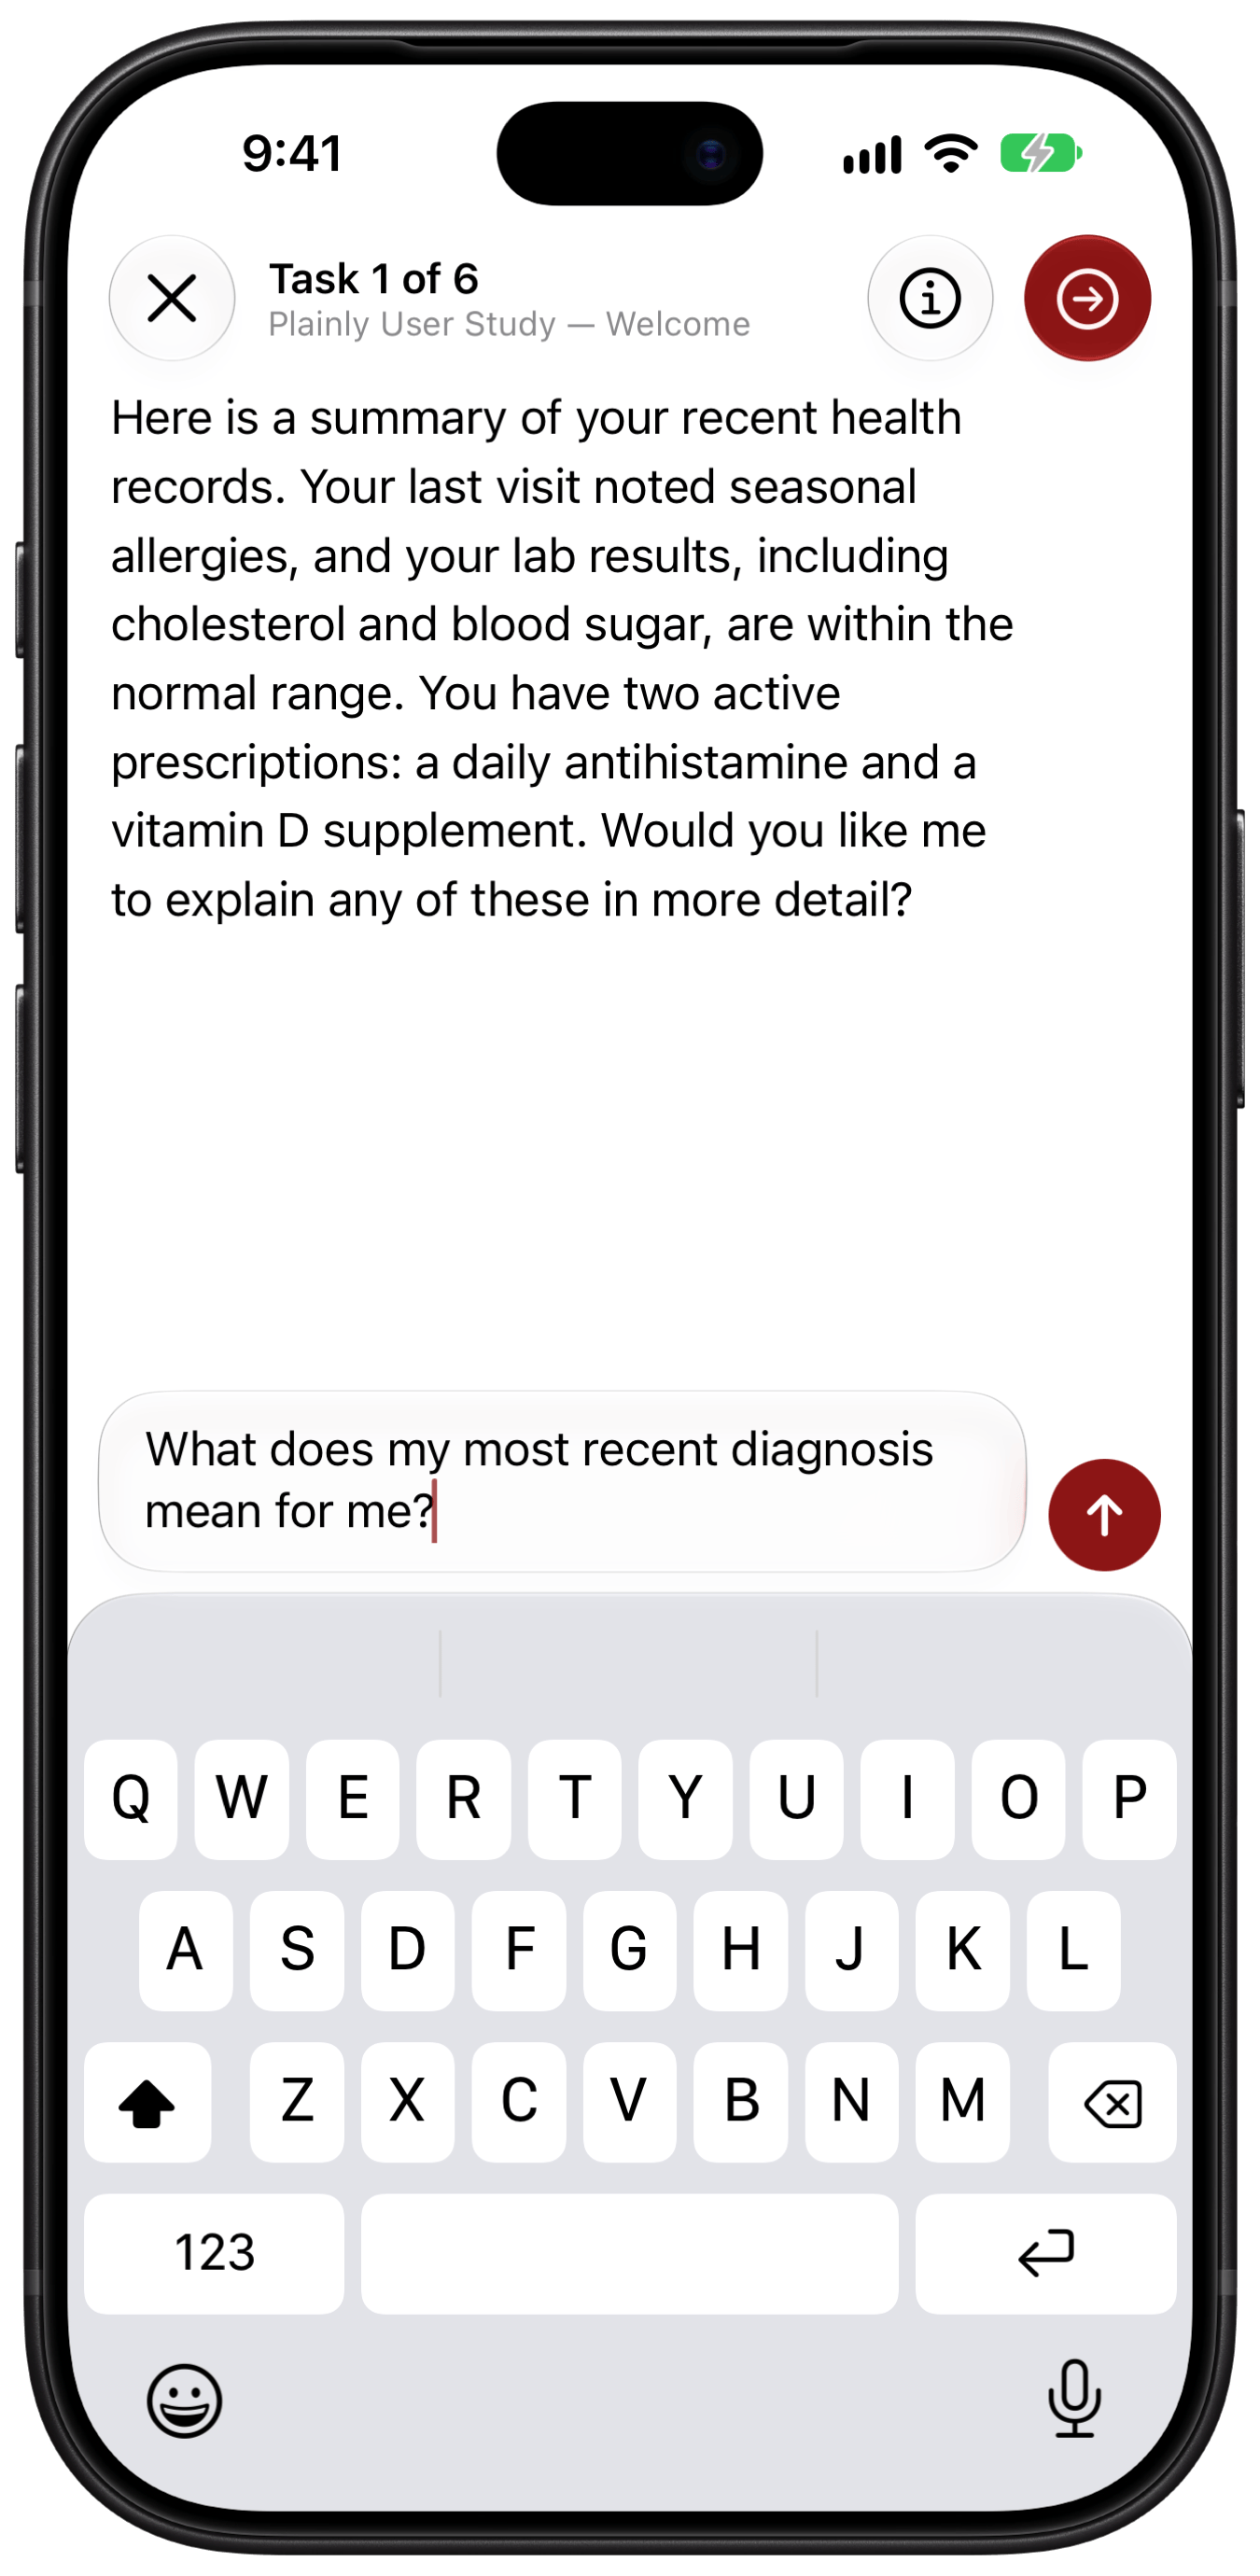 9:41
Task 1 of 6
Plainly User Study — Welcome
Here is a summary of your recent health
records. Your last visit noted seasonal
allergies, and your lab results, including
cholesterol and blood sugar, are within the
normal range. You have two active
prescriptions: a daily antihistamine and a
vitamin D supplement. Would you like me
to explain any of these in more detail?
What does my most recent diagnosis
mean for me?
Q W E R T Y U I O P
A S D F G H J K L
Z X C V B N M
123